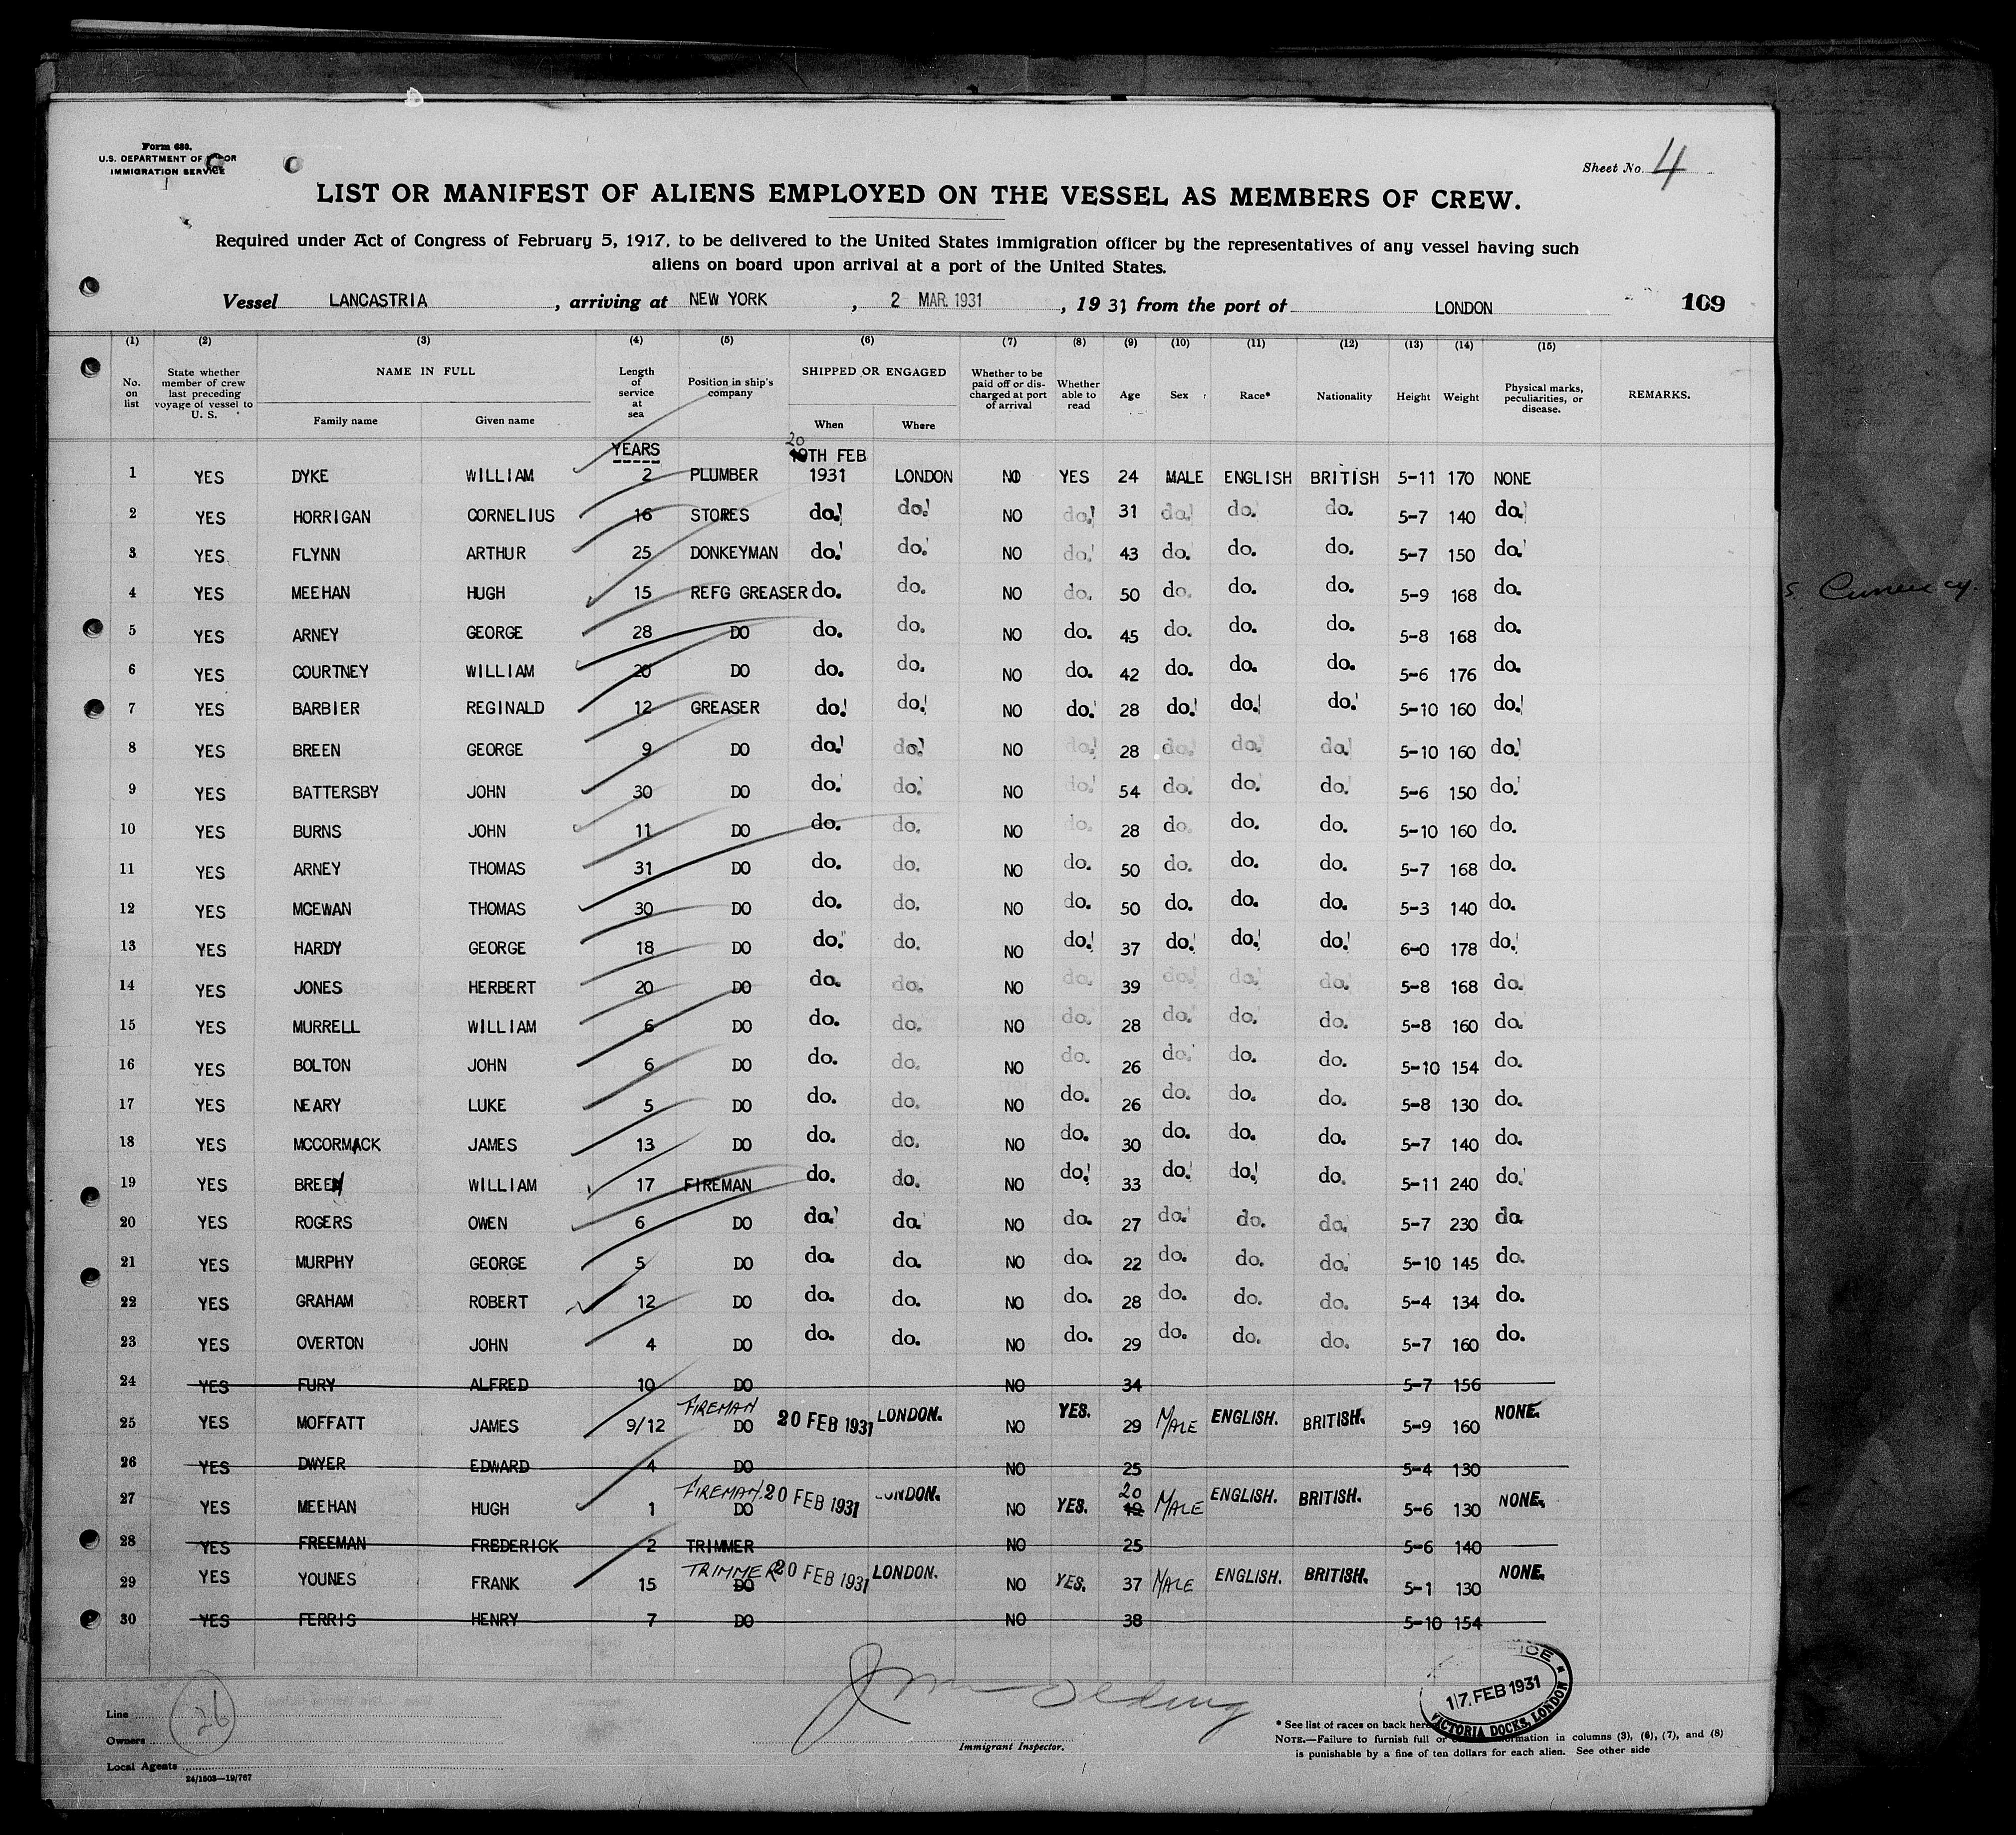 Form 680.
U.S. DEPARTMENT OF LABOR
IMMIGRATION SERVICE
Sheet No. 4
LIST OR MANIFEST OF ALIENS EMPLOYED ON THE VESSEL AS MEMBERS OF CREW.
Required under Act of Congress of February 5, 1917, to be delivered to the United States immigration officer by the representatives of any vessel having such
aliens on board upon arrival at a port of the United States.
Vessel LANCASTRIA, arriving at NEW YORK, 2 MAR. 1931, 1931 from the port of LONDON 109
(1) (2) (3) (4) (5) (6) (7) (8) (9) (10) (11) (12) (13) (14) (15)
No. on list State whether member of crew last preceding voyage of vessel to U. S. NAME IN FULL Family name Given name Length of service at sea Position in ship's company SHIPPED OR ENGAGED When Where Whether to be paid off or discharged at port of arrival Whether able to read Age Sex Race* Nationality Height Weight Physical marks, peculiarities, or disease. REMARKS.
YEARS 20 10TH FEB
1 YES DYKE WILLIAM 2 PLUMBER 1931 LONDON NO YES 24 MALE ENGLISH BRITISH 5-11 170 NONE
2 YES HORRIGAN CORNELIUS 16 STORES do. do. NO do. 31 do. do. do. 5-7 140 do.
3 YES FLYNN ARTHUR 25 DONKEYMAN do. do. NO do. 43 do. do. do. 5-7 150 do.
4 YES MEEHAN HUGH 15 REFG GREASER do. do. NO do. 50 do. do. do. 5-9 168 do.
5 YES ARNEY GEORGE 28 DO do. do. NO do. 45 do. do. do. 5-8 168 do.
6 YES COURTNEY WILLIAM 20 DO do. do. NO do. 42 do. do. do. 5-6 176 do.
7 YES BARBIER REGINALD 12 GREASER do. do. NO do. 28 do. do. do. 5-10 160 do.
8 YES BREEN GEORGE 9 DO do. do. NO do. 28 do. do. do. 5-10 160 do.
9 YES BATTERSBY JOHN 30 DO do. do. NO do. 54 do. do. do. 5-6 150 do.
10 YES BURNS JOHN 11 DO do. do. NO do. 28 do. do. do. 5-10 160 do.
11 YES ARNEY THOMAS 31 DO do. do. NO do. 50 do. do. do. 5-7 168 do.
12 YES MCEWAN THOMAS 30 DO do. do. NO do. 50 do. do. do. 5-3 140 do.
13 YES HARDY GEORGE 18 DO do. do. NO do. 37 do. do. do. 6-0 178 do.
14 YES JONES HERBERT 20 DO do. do. NO do. 39 do. do. do. 5-8 168 do.
15 YES MURRELL WILLIAM 6 DO do. do. NO do. 28 do. do. do. 5-8 160 do.
16 YES BOLTON JOHN 6 DO do. do. NO do. 26 do. do. do. 5-10 154 do.
17 YES NEARY LUKE 5 DO do. do. NO do. 26 do. do. do. 5-8 130 do.
18 YES MCCORMACK JAMES 13 DO do. do. NO do. 30 do. do. do. 5-7 140 do.
19 YES BREEN WILLIAM 17 FIREMAN do. do. NO do. 33 do. do. do. 5-11 240 do.
20 YES ROGERS OWEN 6 DO do. do. NO do. 27 do. do. do. 5-7 230 do.
21 YES MURPHY GEORGE 5 DO do. do. NO do. 22 do. do. do. 5-10 145 do.
22 YES GRAHAM ROBERT 12 DO do. do. NO do. 28 do. do. do. 5-4 134 do.
23 YES OVERTON JOHN 4 DO do. do. NO do. 29 do. do. do. 5-7 160 do.
24 YES FURY ALFRED 10 DO NO 34 5-7 156
25 YES MOFFATT JAMES 9/12 FIREMAN DO 20 FEB 1931 LONDON. NO YES. 29 MALE ENGLISH. BRITISH. 5-9 160 NONE.
26 YES DWYER EDWARD 4 DO NO 25 5-4 130
27 YES MEEHAN HUGH 1 FIREMAN. DO 20 FEB 1931 LONDON. NO YES. 20 19 MALE ENGLISH. BRITISH. 5-6 130 NONE.
28 YES FREEMAN FREDERICK 2 TRIMMER NO 25 5-6 140
29 YES YOUNES FRANK 15 TRIMMER DO 20 FEB 1931 LONDON. NO YES. 37 MALE ENGLISH. BRITISH. 5-1 130 NONE.
30 YES FERRIS HENRY 7 DO NO 38 5-10 154
17 FEB 1931
VICTORIA DOCKS, LONDON
Line
26
Owners
Local Agents
24/1503—19/767
Immigrant Inspector.
* See list of races on back
NOTE.—Failure to furnish full or information in columns (3), (6), (7), and (8)
is punishable by a fine of ten dollars for each alien. See other side